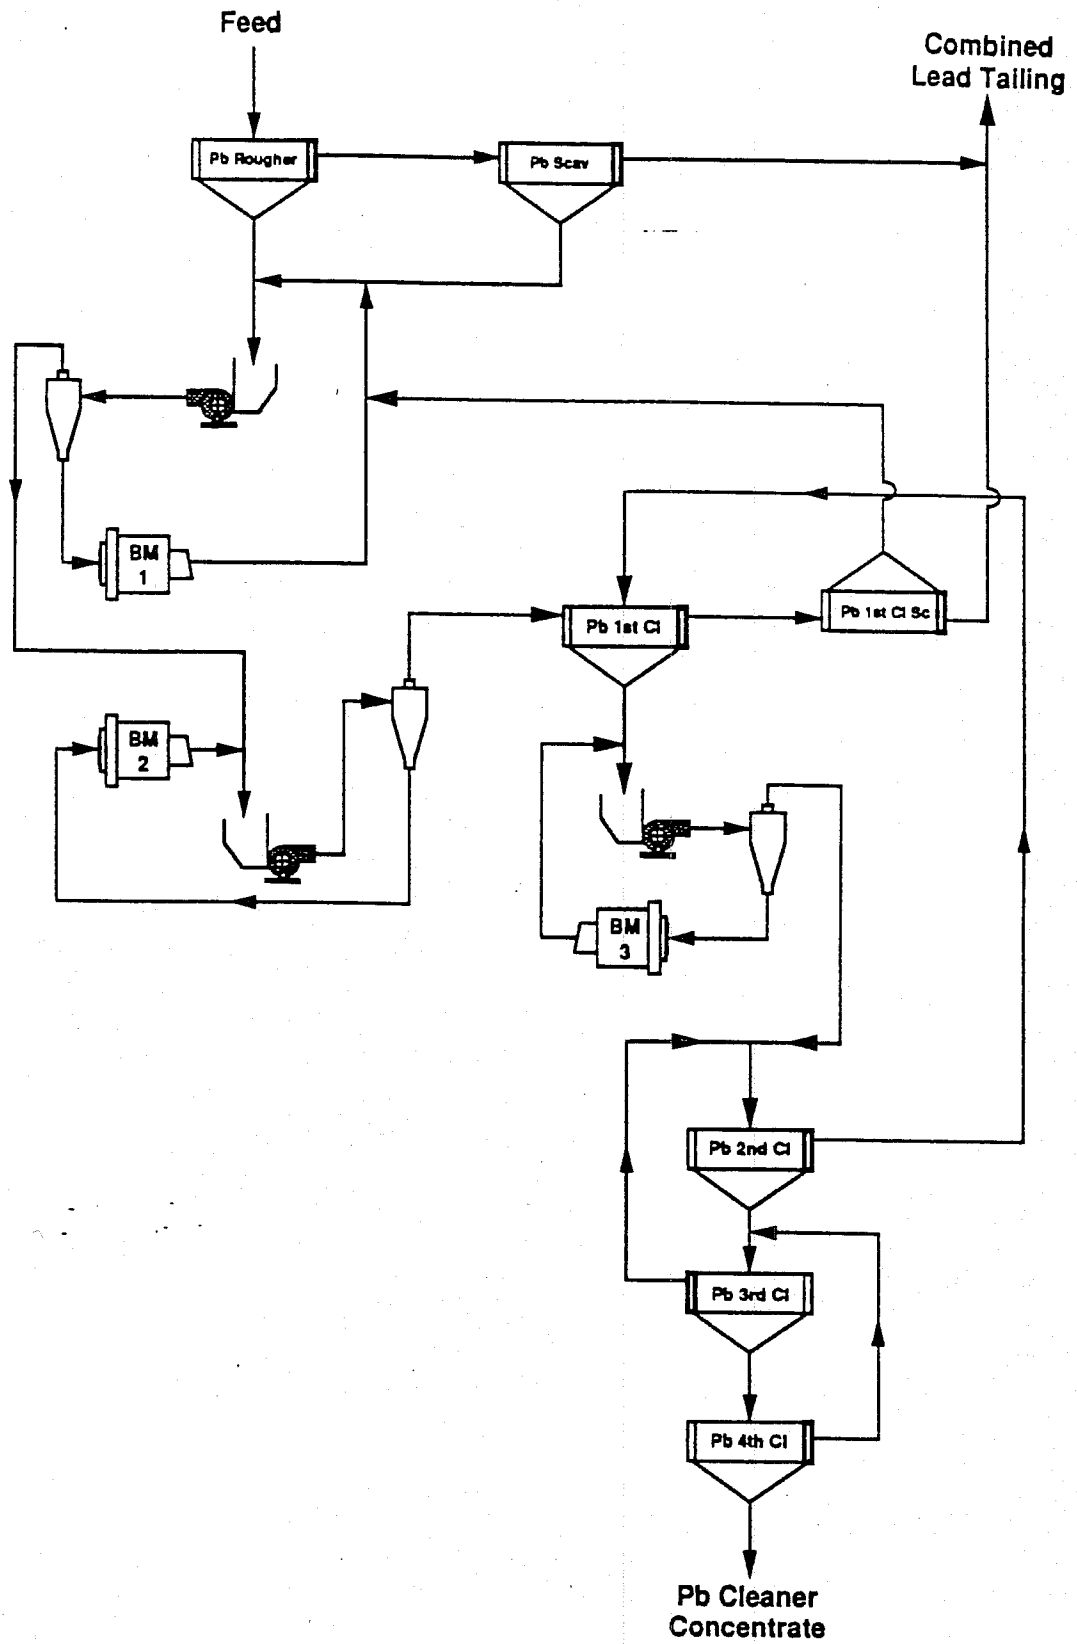 Feed
Combined
Lead Tailing
Pb Rougher
Pb Scav
BM
1
Pb 1st Cl
Pb 1st Cl Sc
BM
2
BM
3
Pb 2nd Cl
Pb 3rd Cl
Pb 4th Cl
Pb Cleaner
Concentrate